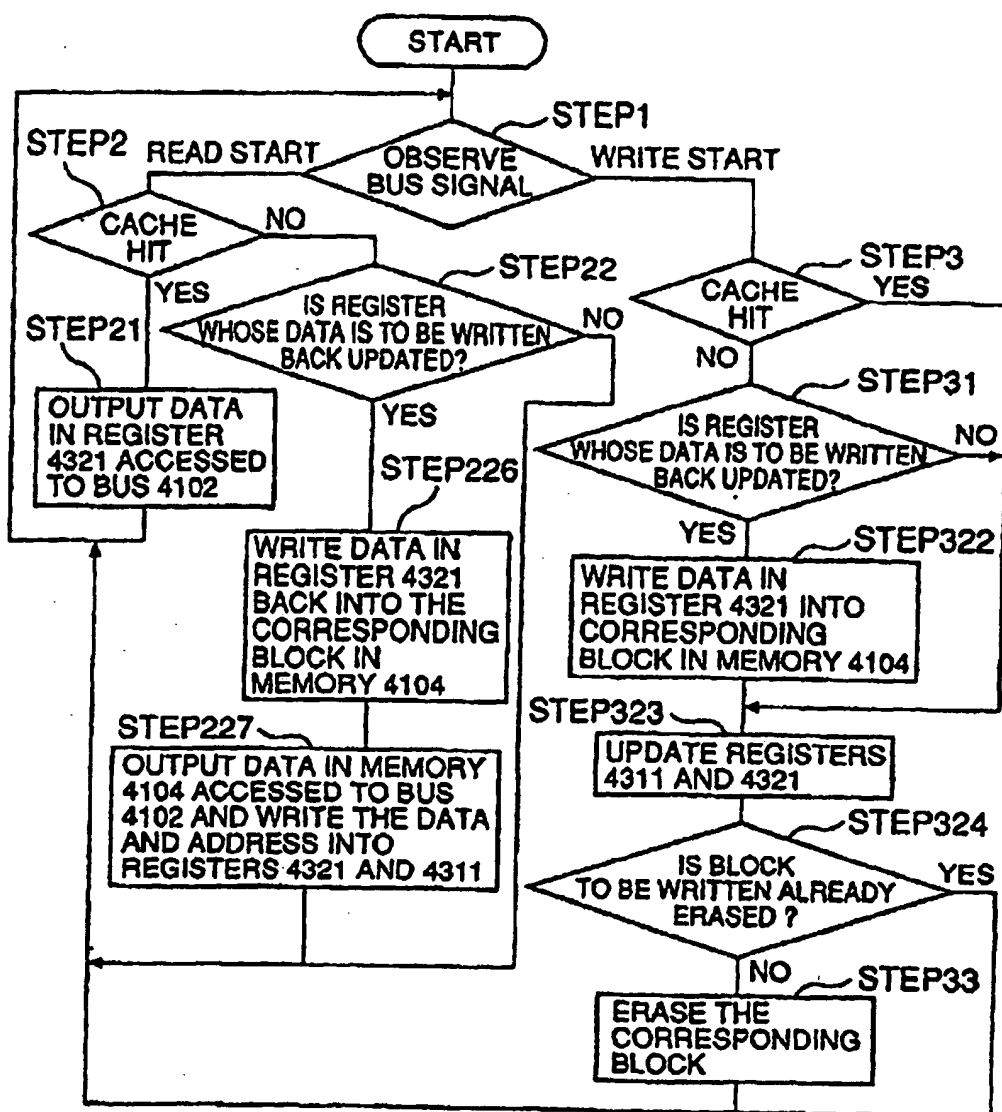 START
STEP1
STEP2
READ START
OBSERVE
BUS SIGNAL
WRITE START
CACHE
HIT
NO
STEP22
STEP3
YES
CACHE
HIT
YES
STEP21
IS REGISTER
WHOSE DATA IS TO BE WRITTEN
BACK UPDATED?
NO
NO
STEP31
OUTPUT DATA
IN REGISTER
4321 ACCESSED
TO BUS 4102
YES
IS REGISTER
WHOSE DATA IS TO BE WRITTEN
BACK UPDATED?
NO
STEP226
YES
STEP322
WRITE DATA IN
REGISTER 4321
BACK INTO THE
CORRESPONDING
BLOCK IN
MEMORY 4104
WRITE DATA IN
REGISTER 4321 INTO
CORRESPONDING
BLOCK IN MEMORY 4104
STEP227
STEP323
OUTPUT DATA IN MEMORY
4104 ACCESSED TO BUS
4102 AND WRITE THE DATA
AND ADDRESS INTO
REGISTERS 4321 AND 4311
UPDATE REGISTERS
4311 AND 4321
STEP324
IS BLOCK
TO BE WRITTEN ALREADY
ERASED ?
YES
NO
STEP33
ERASE THE
CORRESPONDING
BLOCK